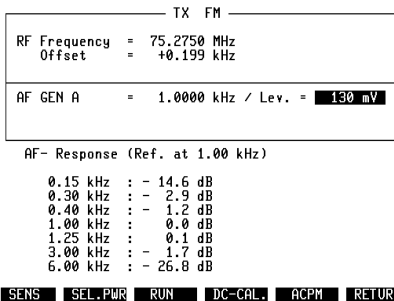 TX FM
RF Frequency = 75.2750 MHz
Offset = +0.199 kHz
AF GEN A = 1.0000 kHz / Lev. = 130 mV
AF- Response (Ref. at 1.00 kHz)
0.15 kHz : - 14.6 dB
0.30 kHz : - 2.9 dB
0.40 kHz : - 1.2 dB
1.00 kHz : 0.0 dB
1.25 kHz : 0.1 dB
3.00 kHz : - 1.7 dB
6.00 kHz : - 26.8 dB
SENS SEL.PWR RUN DC-CAL. ACPM RETUR